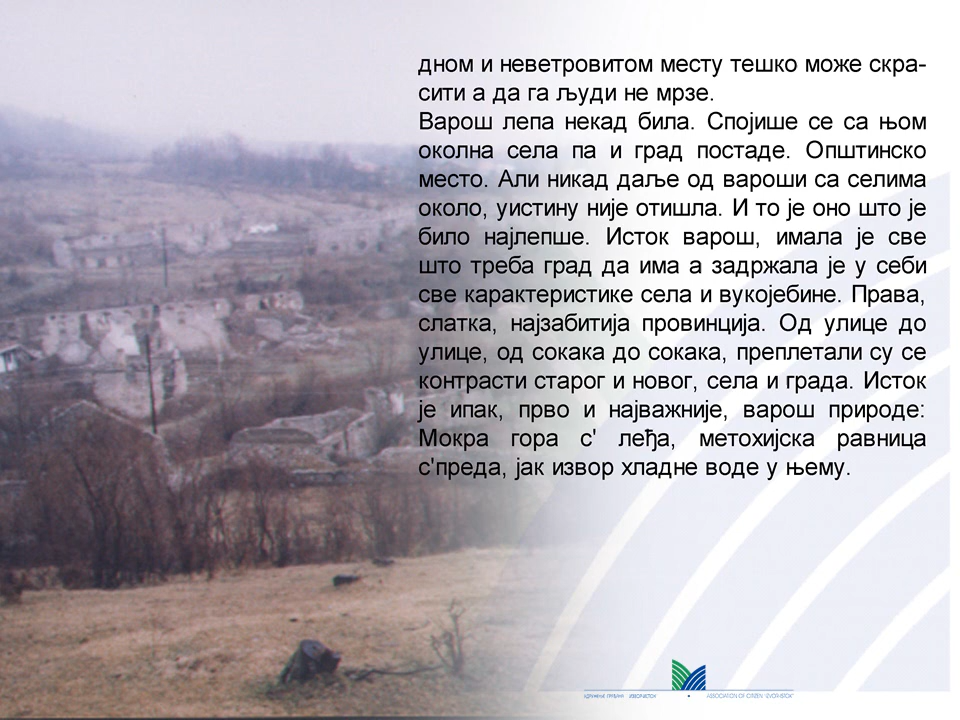 дном и неветровитом месту тешко може скра-
сити а да га људи не мрзе.
Варош лепа некад била. Спојише се са њом
околна села па и град постаде. Општинско
место. Али никад даље од вароши са селима
около, уистину није отишла. И то је оно што је
било најлепше. Исток варош, имала је све
што треба град да има а задржала је у себи
све карактеристике села и вукојебине. Права,
слатка, најзабитија провинција. Од улице до
улице, од сокака до сокака, преплетали су се
контрасти старог и новог, села и града. Исток
је ипак, прво и најважније, варош природе:
Мокра гора с' леђа, метохијска равница
с'преда, јак извор хладне воде у њему.
ASSOCIATION OF CITIZEN "IZVOR-ISTOK"